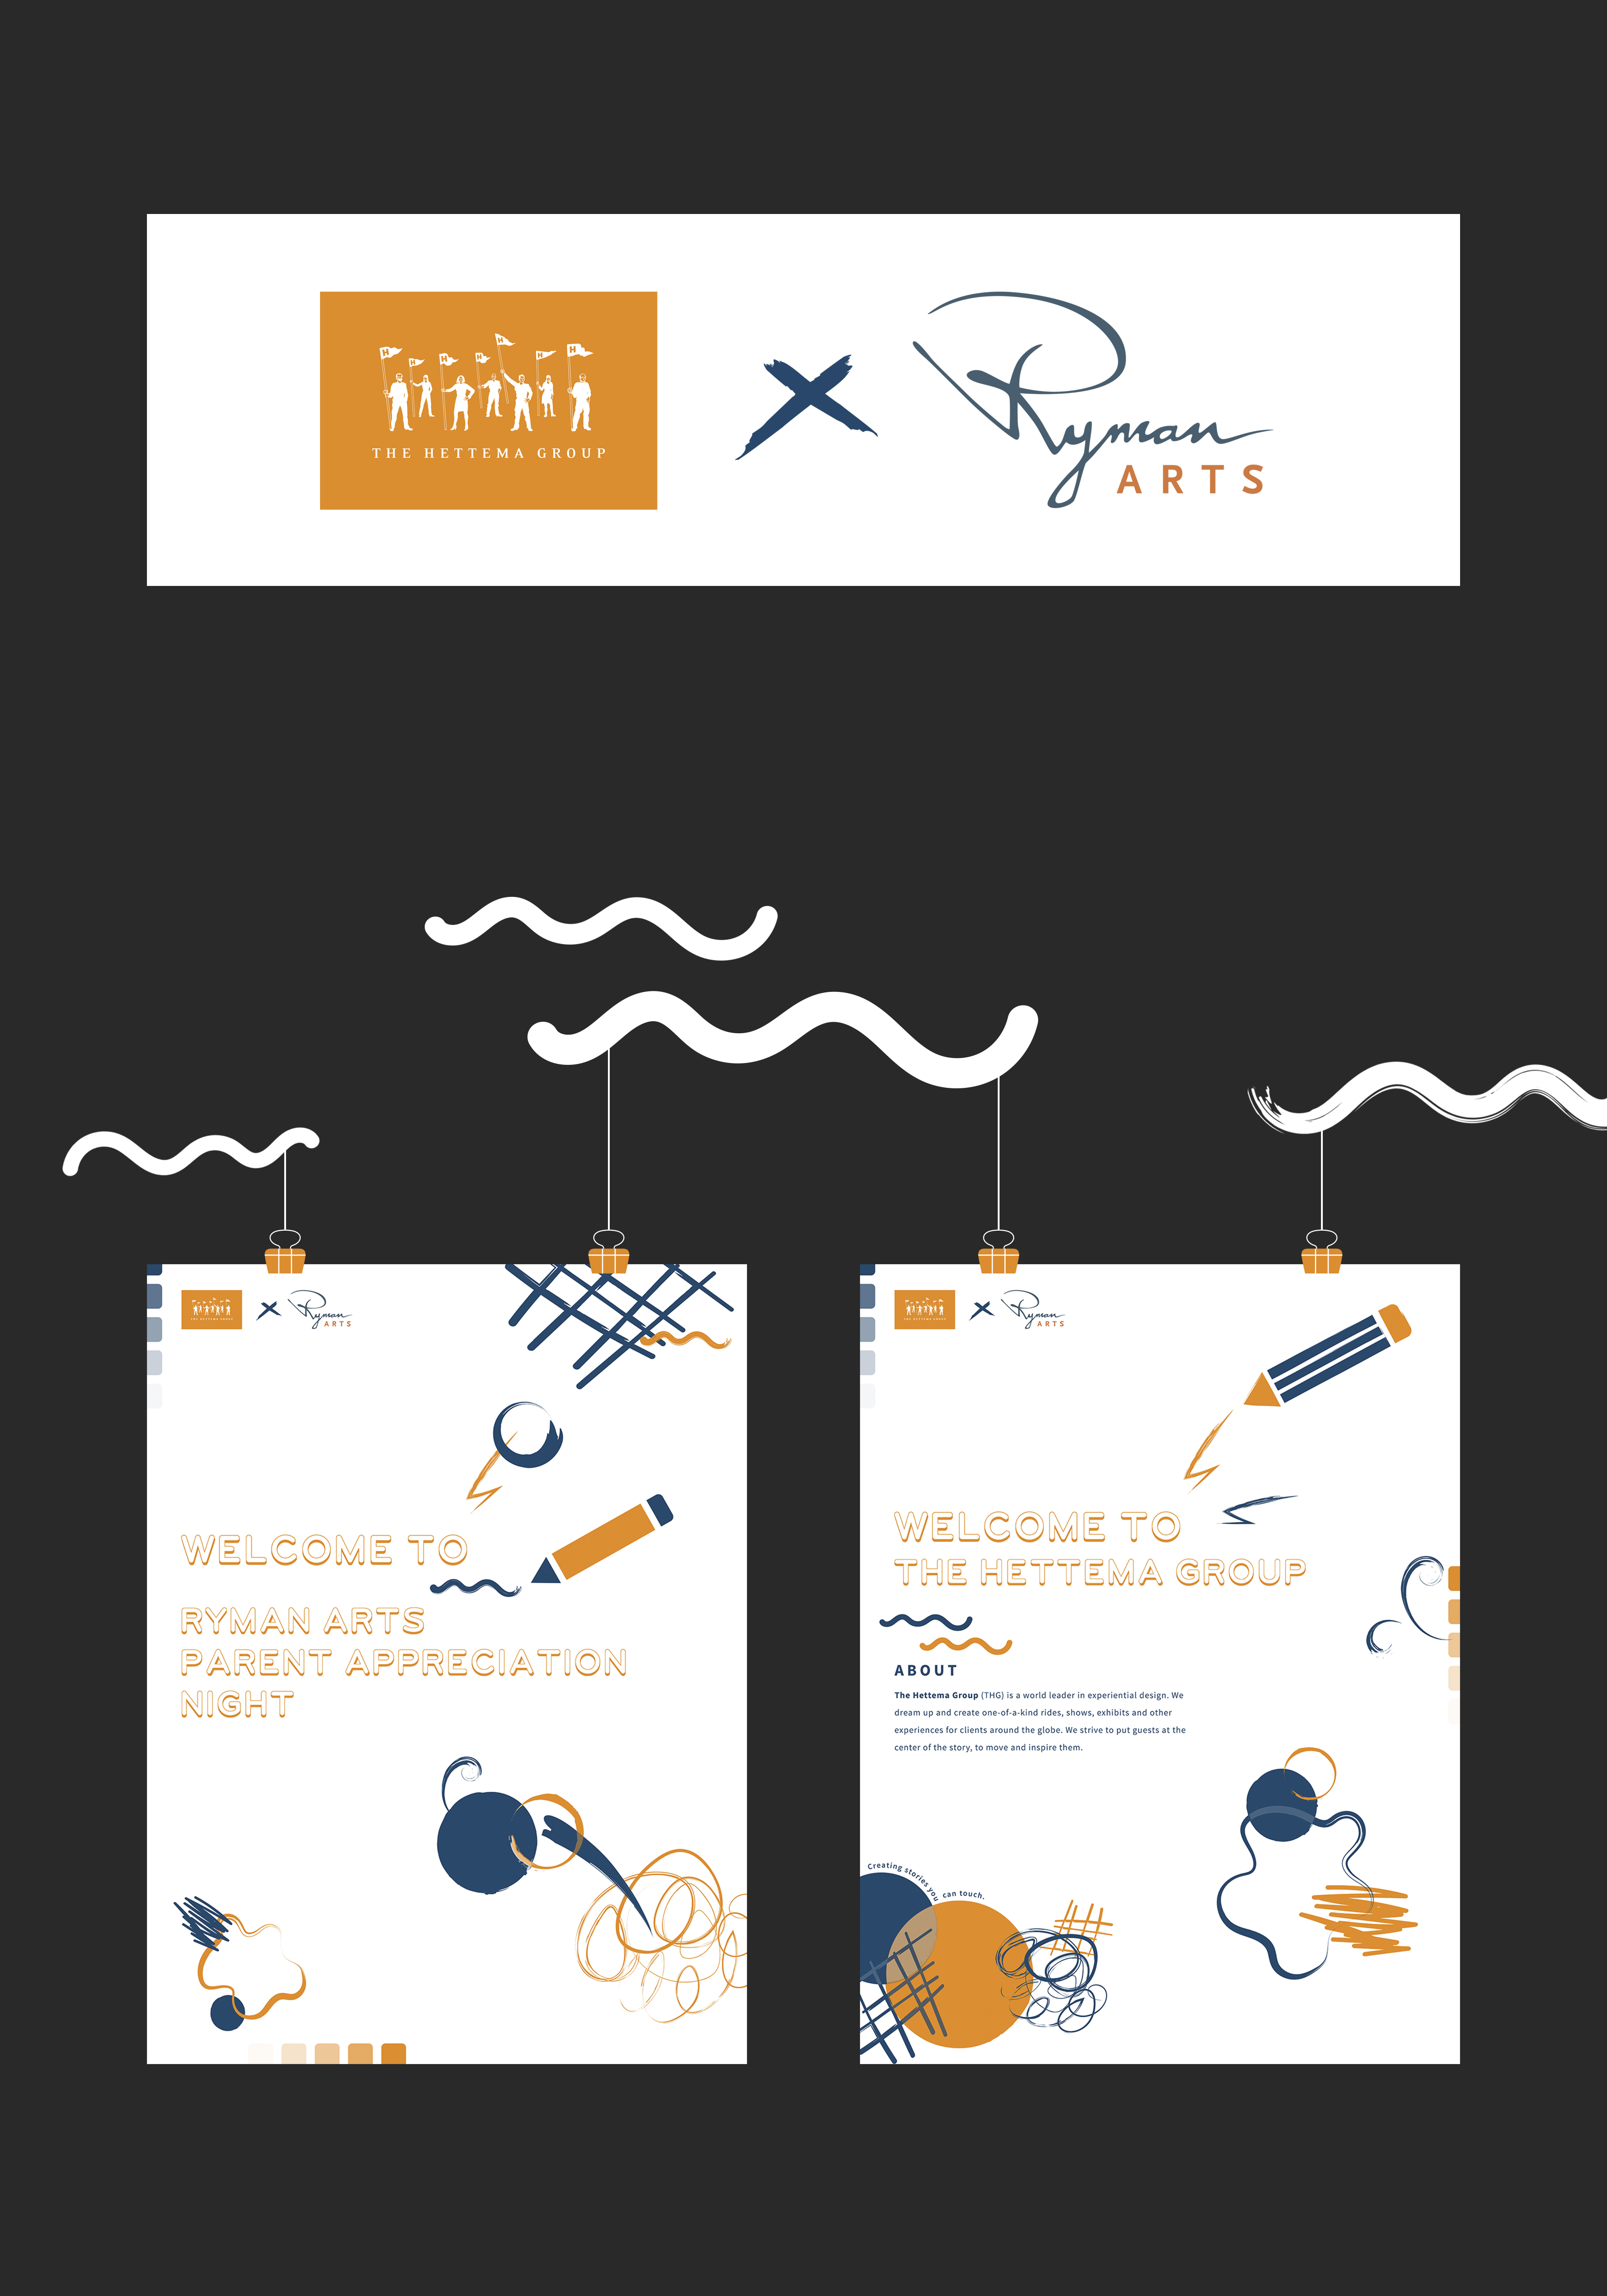 H H H H H H H
THE HETTEMA GROUP
X
Ryman
ARTS
THE HETTEMA GROUP
X
Ryman
ARTS
WELCOME TO
RYMAN ARTS
PARENT APPRECIATION
NIGHT
THE HETTEMA GROUP
X
Ryman
ARTS
WELCOME TO
THE HETTEMA GROUP
ABOUT
The Hettema Group (THG) is a world leader in experiential design. We
dream up and create one-of-a-kind rides, shows, exhibits and other
experiences for clients around the globe. We strive to put guests at the
center of the story, to move and inspire them.
Creating stories you can touch.